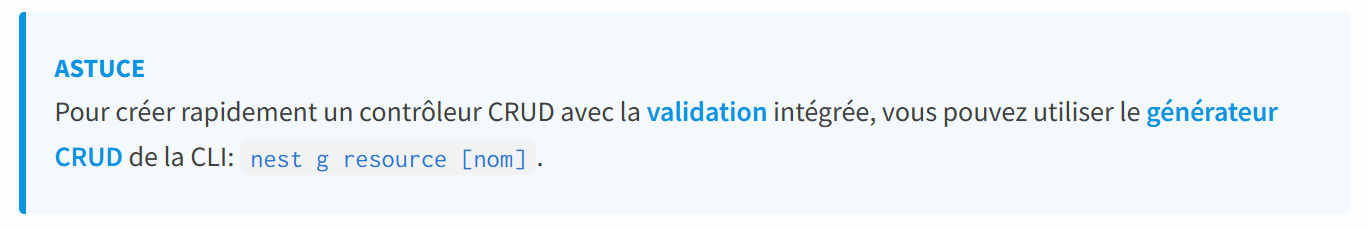 ASTUCE
Pour créer rapidement un contrôleur CRUD avec la validation intégrée, vous pouvez utiliser le générateur
CRUD de la CLI: nest g resource [nom] .